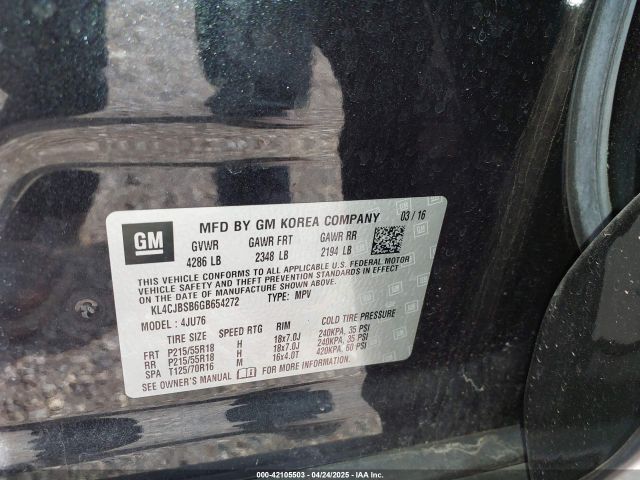 GM
MFD BY GM KOREA COMPANY 03 / 16
GVWR GAWR FRT GAWR RR
4286 LB 2348 LB 2194 LB
THIS VEHICLE CONFORMS TO ALL APPLICABLE U.S. FEDERAL MOTOR
VEHICLE SAFETY AND THEFT PREVENTION STANDARDS IN EFFECT
ON THE DATE OF MANUFACTURE SHOWN ABOVE.
KL4CJBSB6GB654272 TYPE: MPV
MODEL : 4JU76
TIRE SIZE SPEED RTG RIM COLD TIRE PRESSURE
FRT P215/55R18 H 18x7.0J 240KPA, 35 PSI
RR P215/55R18 H 18x7.0J 240KPA, 35 PSI
SPA T125/70R16 M 16x4.0T 420KPA, 60 PSI
SEE OWNER'S MANUAL FOR MORE INFORMATION.
000-42105503 - 04/24/2025 - IAAI.COM